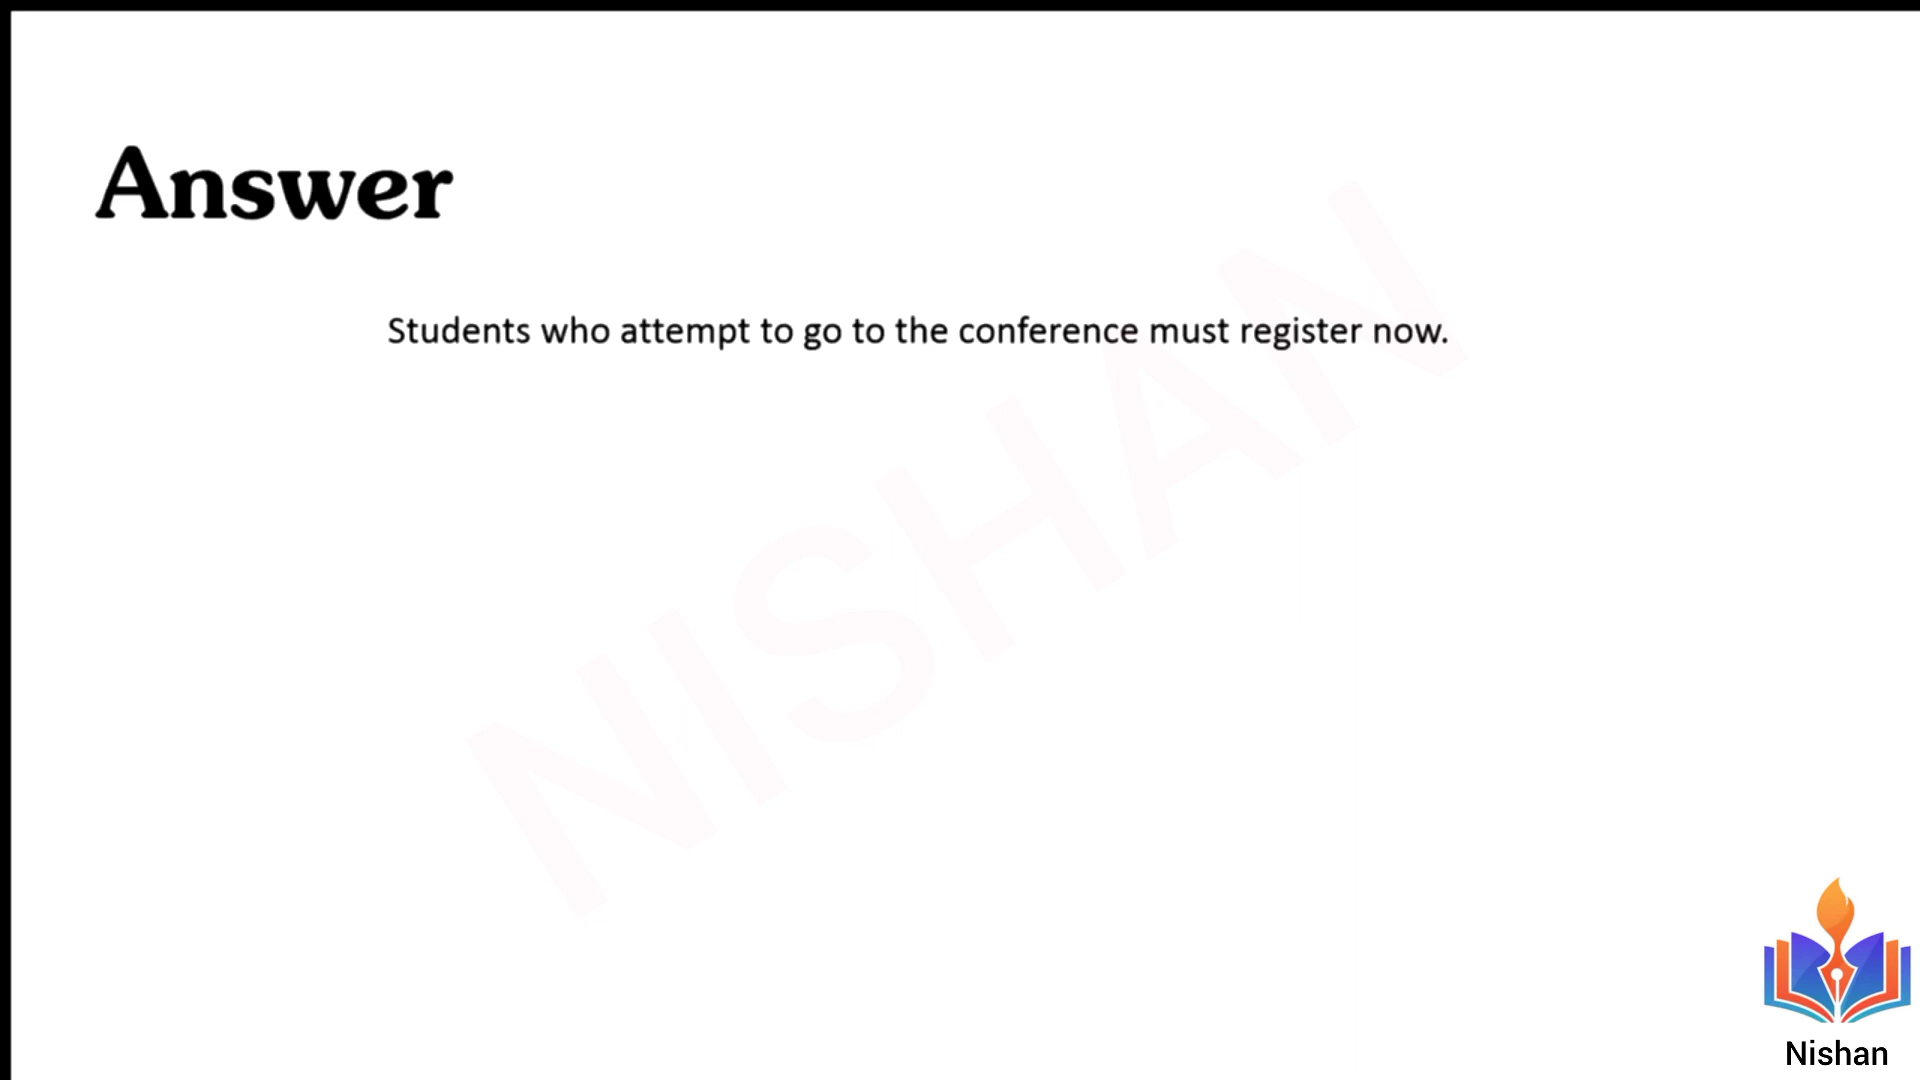 Answer
Students who attempt to go to the conference must register now.
NISHAN
Nishan